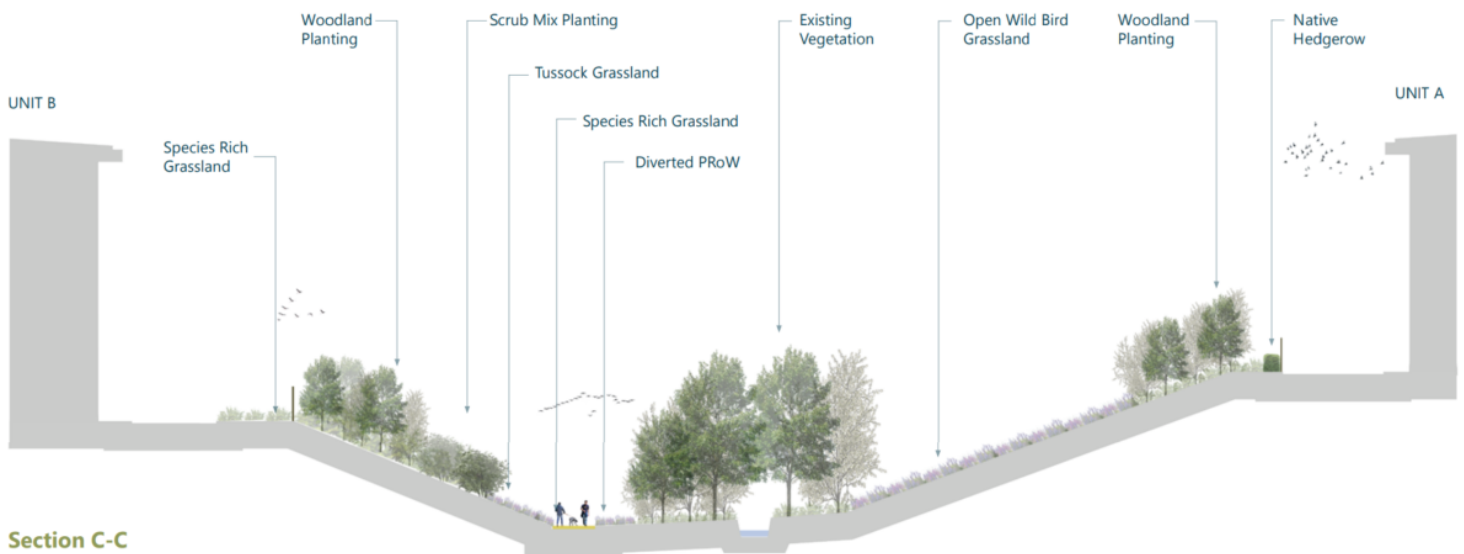 Woodland
Planting
Scrub Mix Planting
Existing
Vegetation
Open Wild Bird
Grassland
Woodland
Planting
Native
Hedgerow
Tussock Grassland
UNIT B
UNIT A
Species Rich Grassland
Species Rich
Grassland
Diverted PRoW
Section C-C